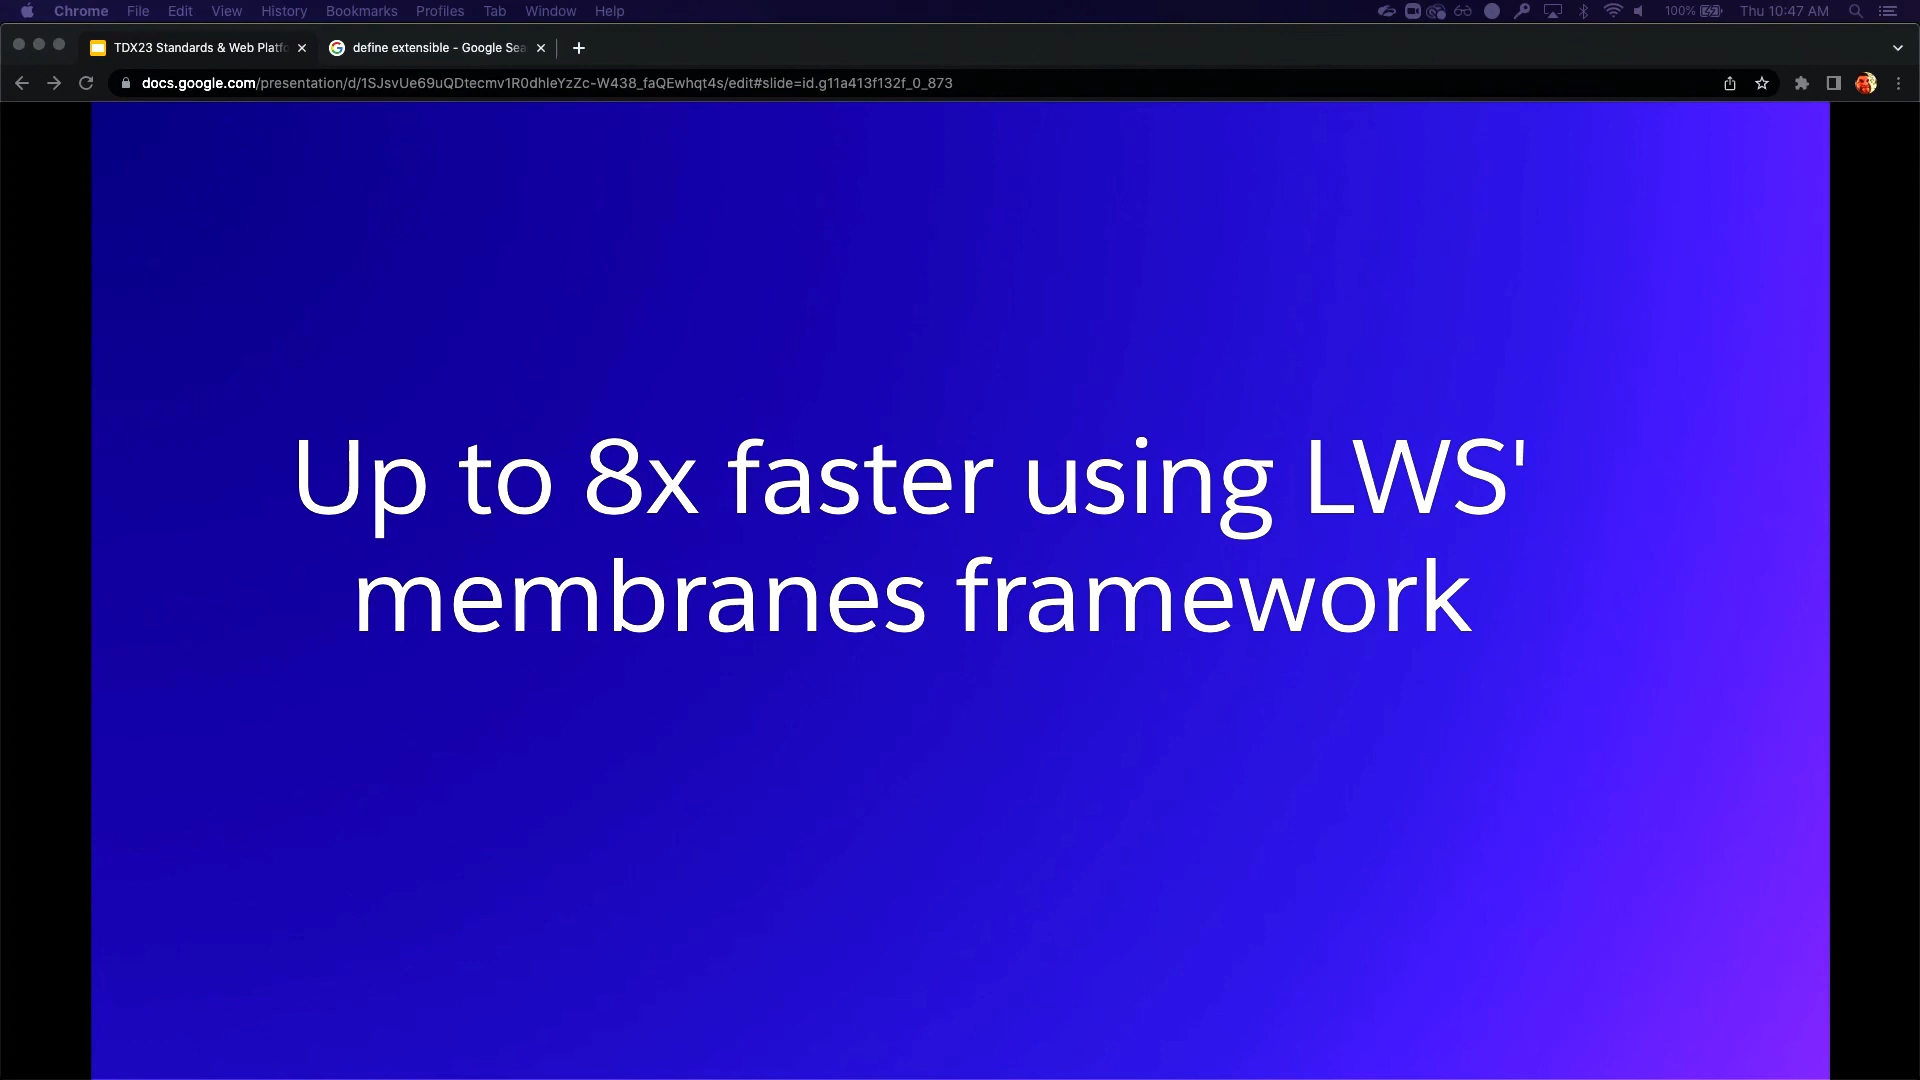 Chrome File Edit View History Bookmarks Profiles Tab Window Help 100% Thu 10:47 AM
TDX23 Standards & Web Platfo define extensible - Google Sea
docs.google.com/presentation/d/1SJsvUe69uQDtecmv1R0dhleYzZc-W438_faQEwhqt4s/edit#slide=id.g11a413f132f_0_873
Up to 8x faster using LWS'
membranes framework